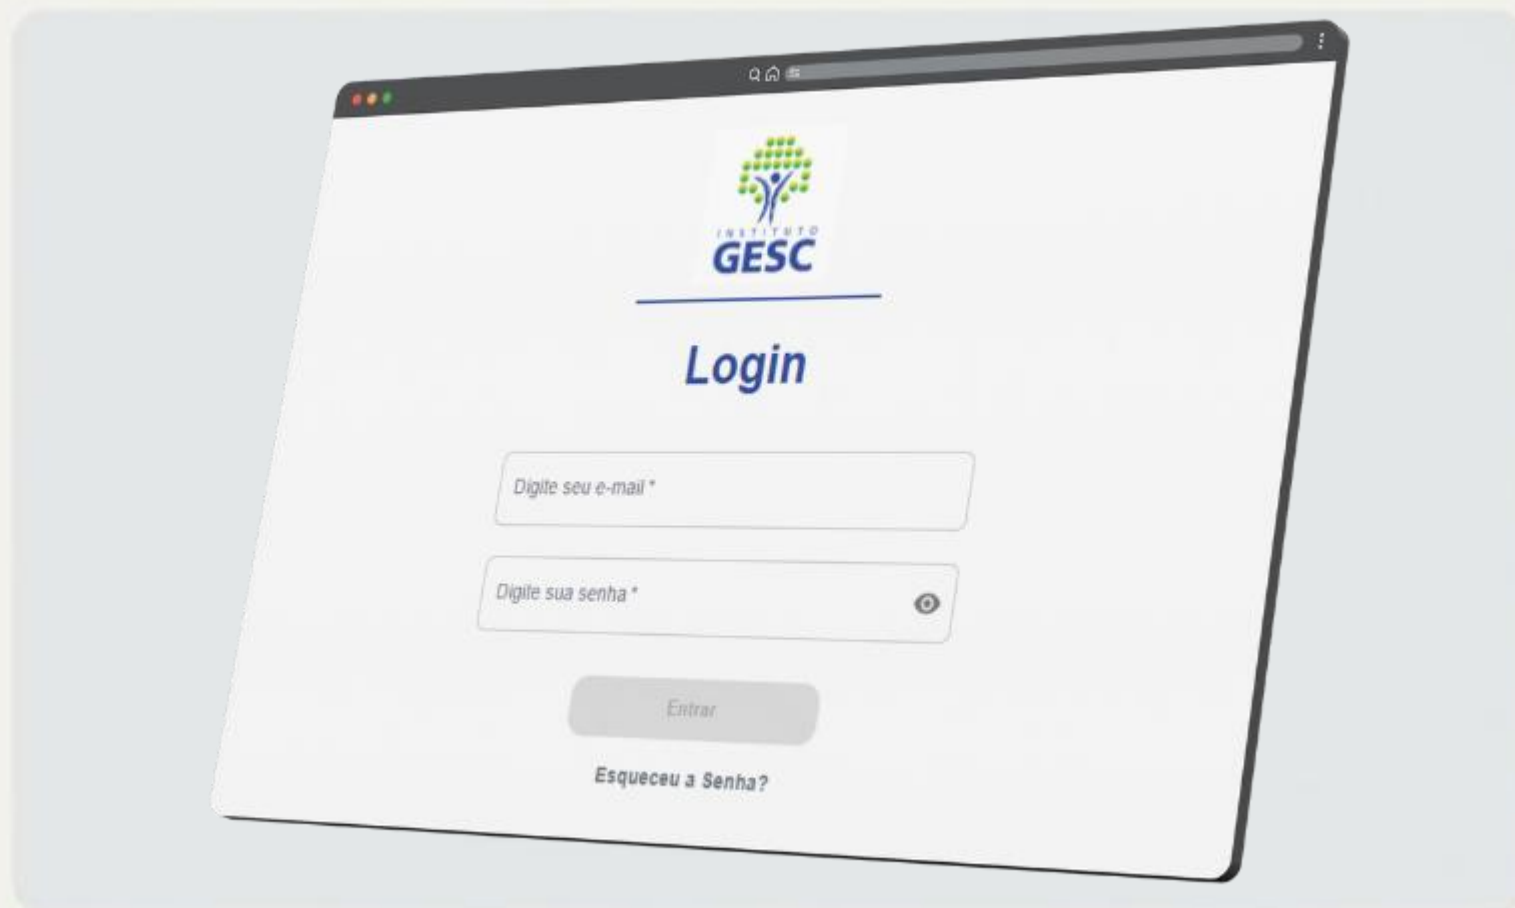 INSTITUTO
GESC
Login
Digite seu e-mail *
Digite sua senha *
Entrar
Esqueceu a Senha?